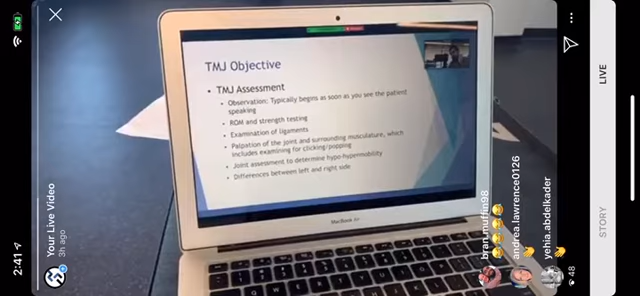 TMJ Objective
• TMJ Assessment
• Observation: Typically begins as soon as you see the patient
speaking
• ROM and strength testing
• Examination of ligaments
• Palpation of the joint and surrounding musculature, which
includes examining for clicking/popping
• Joint assessment to determine hypo-hypermobility
• Differences between left and right side
MacBook Air
2:41
Your Live Video
3h ago
bran_muffin98
andrea.lawrence0126
yehia.abdelkader
48
LIVE
STORY